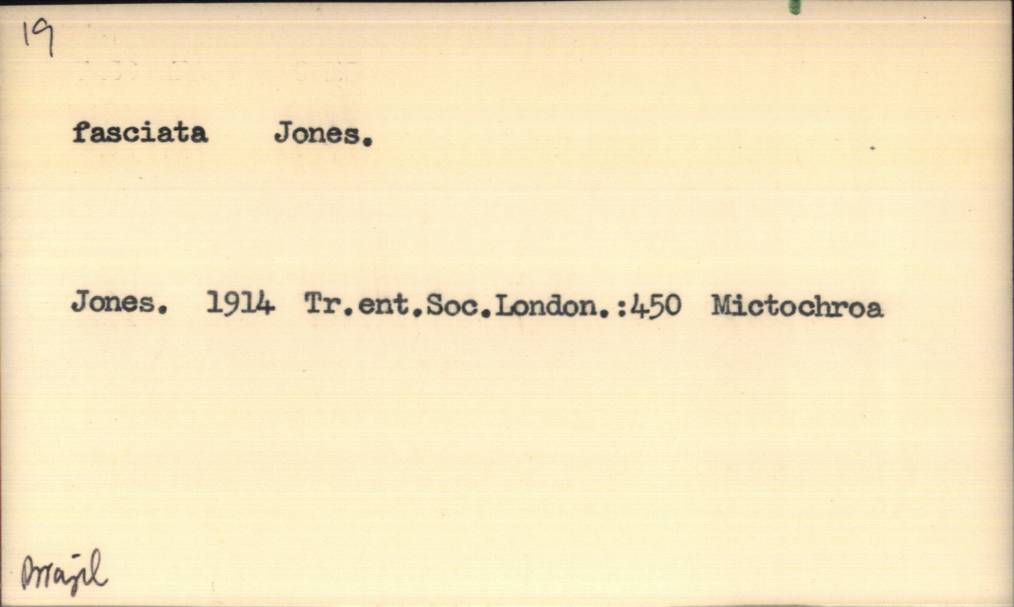 19
fasciata Jones.
Jones. 1914 Tr.ent.Soc.London.:450 Mictochroa
Brazil